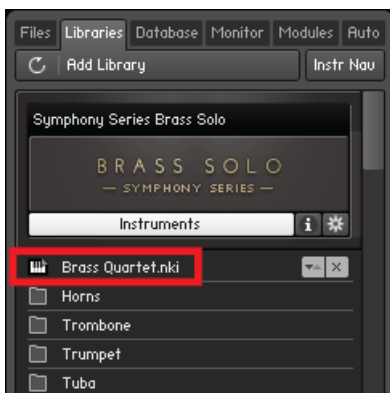 Files Libraries Database Monitor Modules Auto
Add Library Instr Nav
Symphony Series Brass Solo
BRASS SOLO
— SYMPHONY SERIES —
Instruments i
Brass Quartet.nki
Horns
Trombone
Trumpet
Tuba